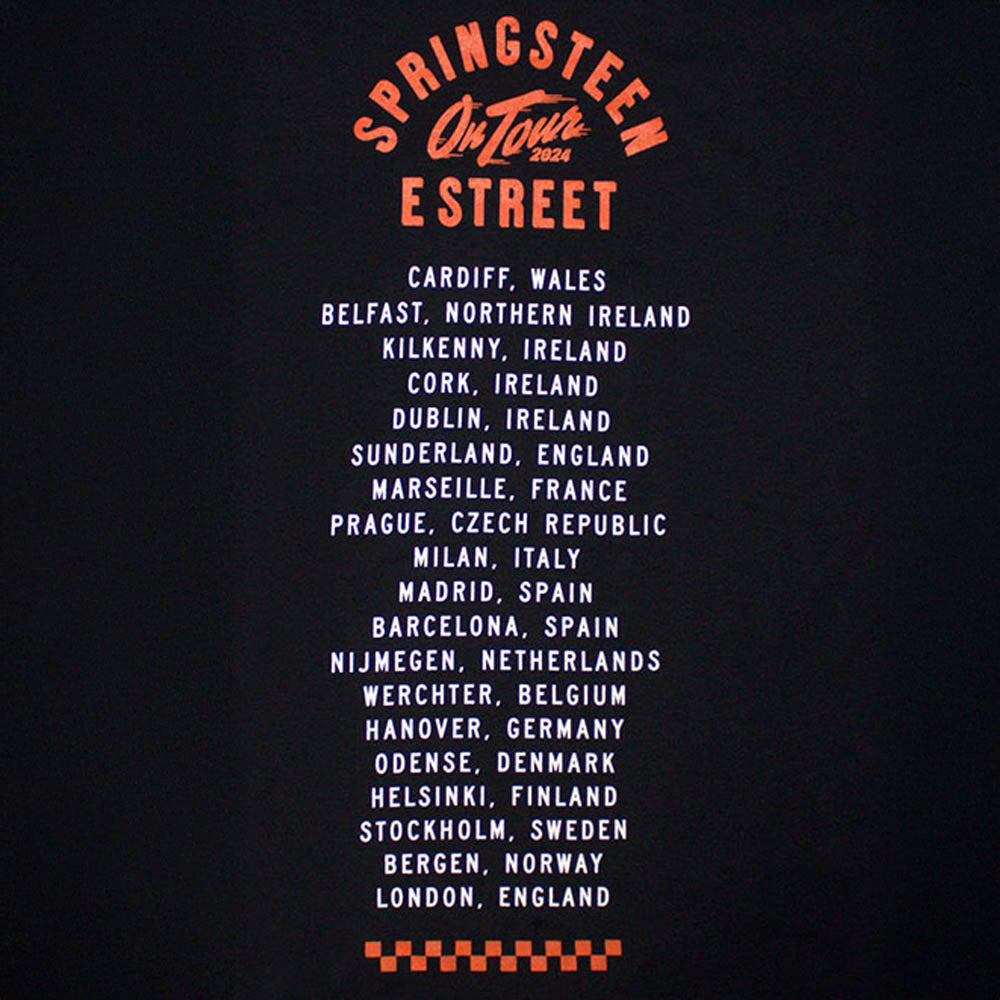 SPRINGSTEEN
On Tour
2024
E STREET
CARDIFF, WALES
BELFAST, NORTHERN IRELAND
KILKENNY, IRELAND
CORK, IRELAND
DUBLIN, IRELAND
SUNDERLAND, ENGLAND
MARSEILLE, FRANCE
PRAGUE, CZECH REPUBLIC
MILAN, ITALY
MADRID, SPAIN
BARCELONA, SPAIN
NIJMEGEN, NETHERLANDS
WERCHTER, BELGIUM
HANOVER, GERMANY
ODENSE, DENMARK
HELSINKI, FINLAND
STOCKHOLM, SWEDEN
BERGEN, NORWAY
LONDON, ENGLAND